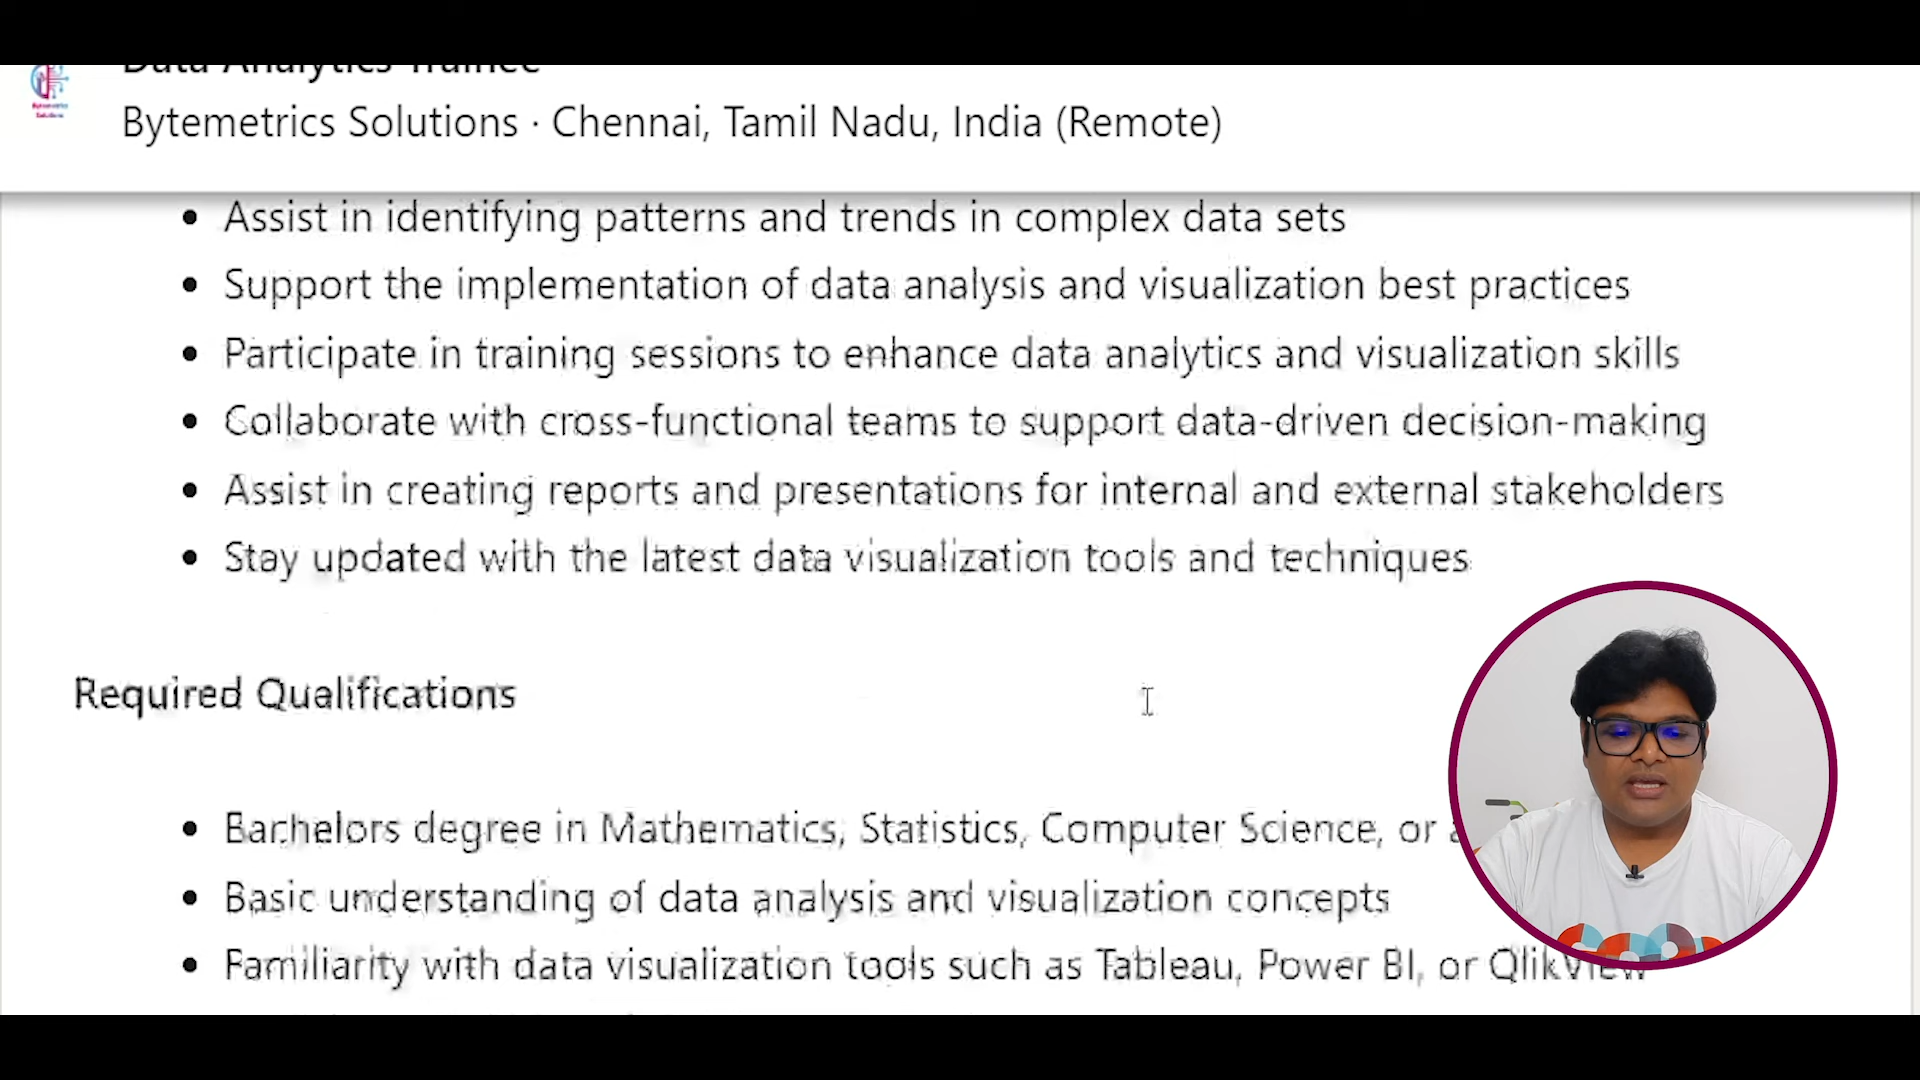 Data Analytics Trainee
Bytemetrics Solutions · Chennai, Tamil Nadu, India (Remote)
• Assist in identifying patterns and trends in complex data sets
• Support the implementation of data analysis and visualization best practices
• Participate in training sessions to enhance data analytics and visualization skills
• Collaborate with cross-functional teams to support data-driven decision-making
• Assist in creating reports and presentations for internal and external stakeholders
• Stay updated with the latest data visualization tools and techniques
Required Qualifications
• Bachelors degree in Mathematics, Statistics, Computer Science, or
• Basic understanding of data analysis and visualization concepts
• Familiarity with data visualization tools such as Tableau, Power BI, or QlikView